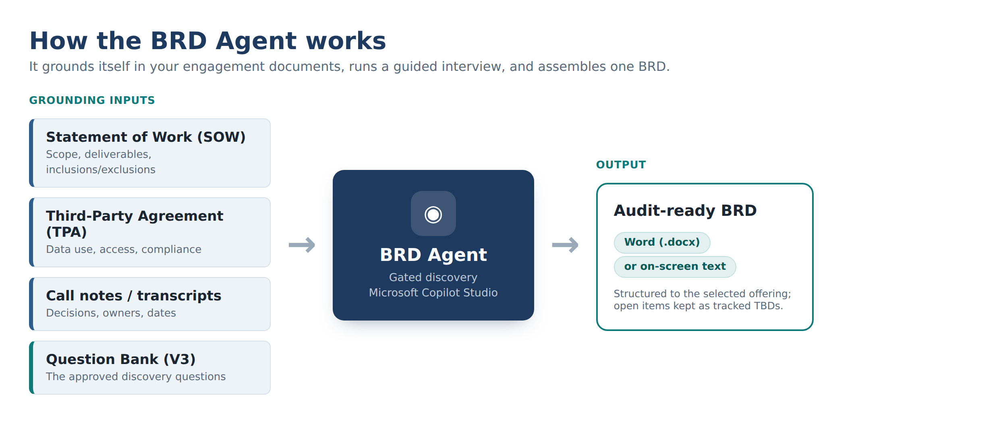 How the BRD Agent works
It grounds itself in your engagement documents, runs a guided interview, and assembles one BRD.
GROUNDING INPUTS
Statement of Work (SOW)
Scope, deliverables,
inclusions/exclusions
Third-Party Agreement
(TPA)
Data use, access, compliance
Call notes / transcripts
Decisions, owners, dates
Question Bank (V3)
The approved discovery questions
→
BRD Agent
Gated discovery
Microsoft Copilot Studio
→
OUTPUT
Audit-ready BRD
Word (.docx)
or on-screen text
Structured to the selected offering;
open items kept as tracked TBDs.